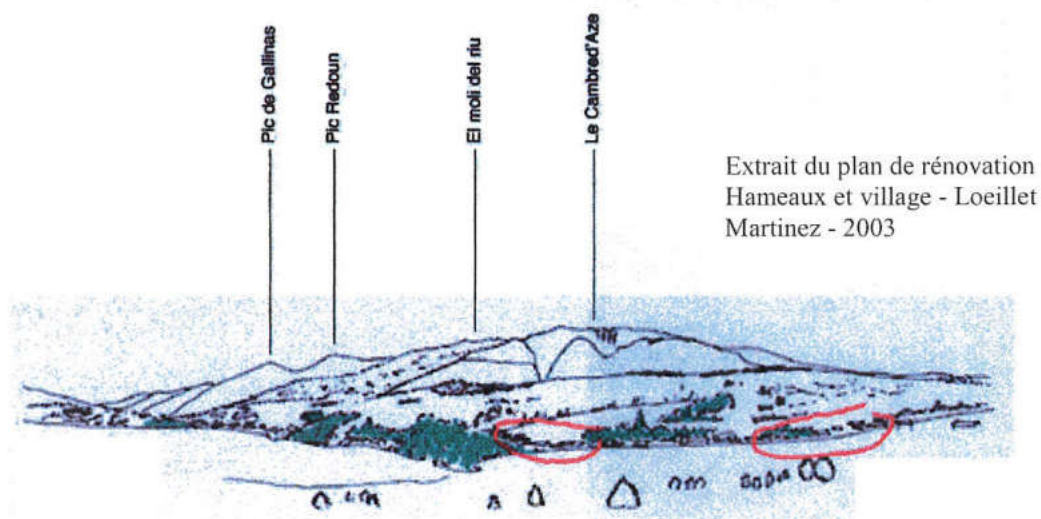 Pic de Gallinas
Pic Redoun
El moli del riu
Le Cambred'Aze
Extrait du plan de rénovation
Hameaux et village - Loeillet
Martinez - 2003